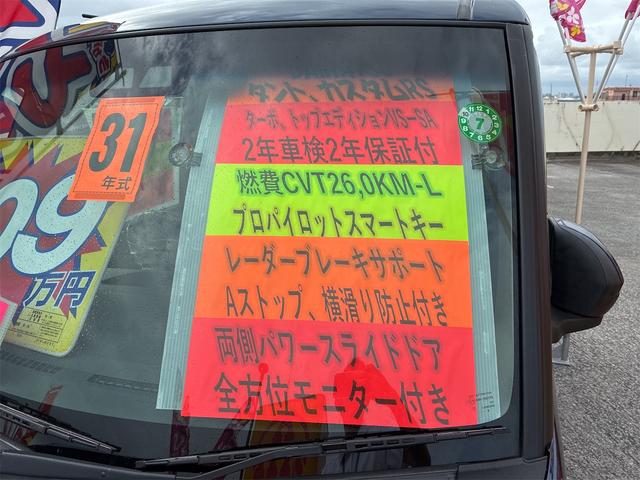 タント、カスタムRS
ターボ、トップエディションVS-SA
2年車検2年保証付
燃費CVT26,0KM-L
プロパイロットスマートキー
レーダーブレーキサポート
Aストップ、横滑り防止付き
両側パワースライドドア
全方位モニター付き
31
年式
09
万円
7